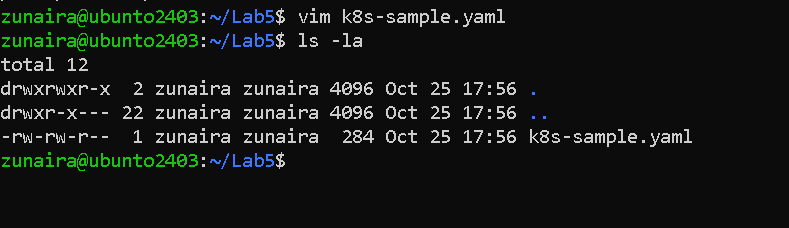 zunaira@ubunto2403:~/Lab5$ vim k8s-sample.yaml
zunaira@ubunto2403:~/Lab5$ ls -la
total 12
drwxrwxr-x  2 zunaira zunaira 4096 Oct 25 17:56 .
drwxr-x--- 22 zunaira zunaira 4096 Oct 25 17:56 ..
-rw-rw-r--  1 zunaira zunaira  284 Oct 25 17:56 k8s-sample.yaml
zunaira@ubunto2403:~/Lab5$